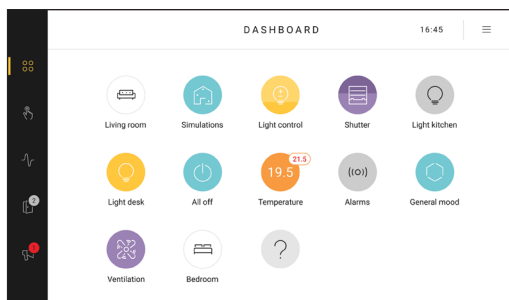 DASHBOARD
16:45
Living room
Simulations
Light control
Shutter
Light kitchen
Light desk
All off
19.5
21.5
Temperature
((o))
Alarms
General mood
2
Ventilation
Bedroom
?
1